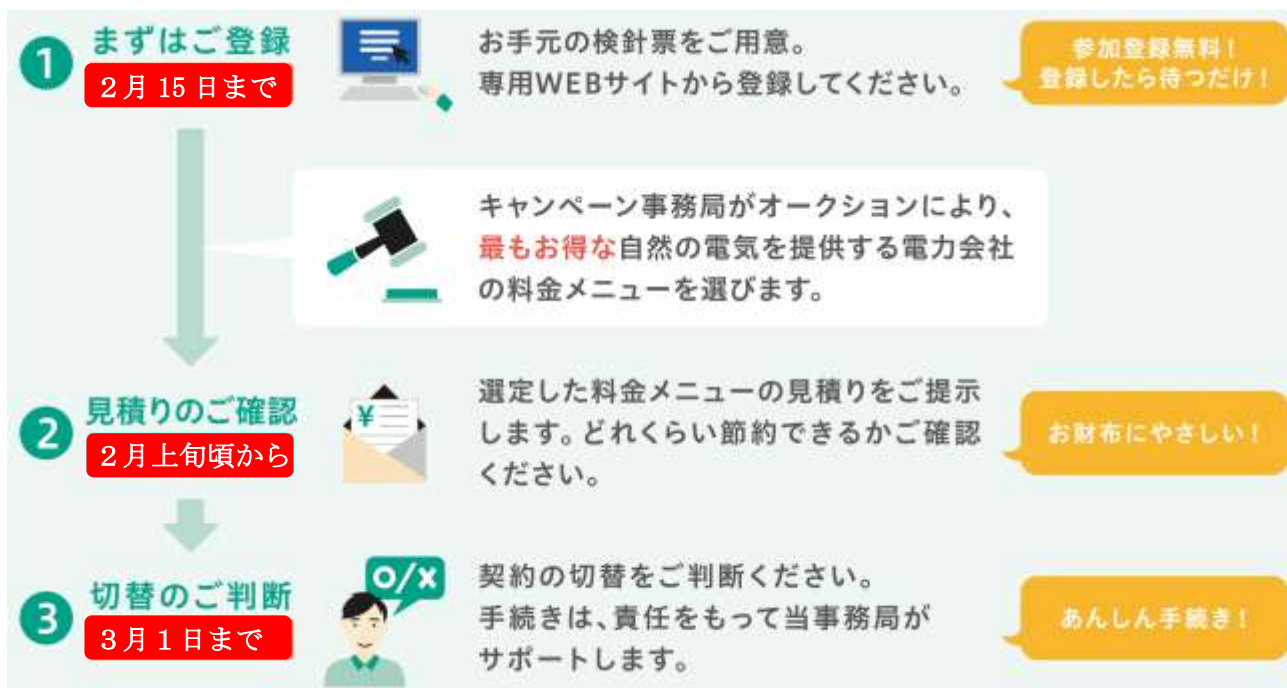 1
まずはご登録
２月15日まで
お手元の検針票をご用意。
専用WEBサイトから登録してください。
参加登録無料！
登録したら待つだけ！
キャンペーン事務局がオークションにより、
最もお得な自然の電気を提供する電力会社
の料金メニューを選びます。
2
見積りのご確認
２月上旬頃から
¥
選定した料金メニューの見積りをご提示
します。どれくらい節約できるかご確認
ください。
お財布にやさしい！
3
切替のご判断
３月１日まで
O/X
契約の切替をご判断ください。
手続きは、責任をもって当事務局が
サポートします。
あんしん手続き！